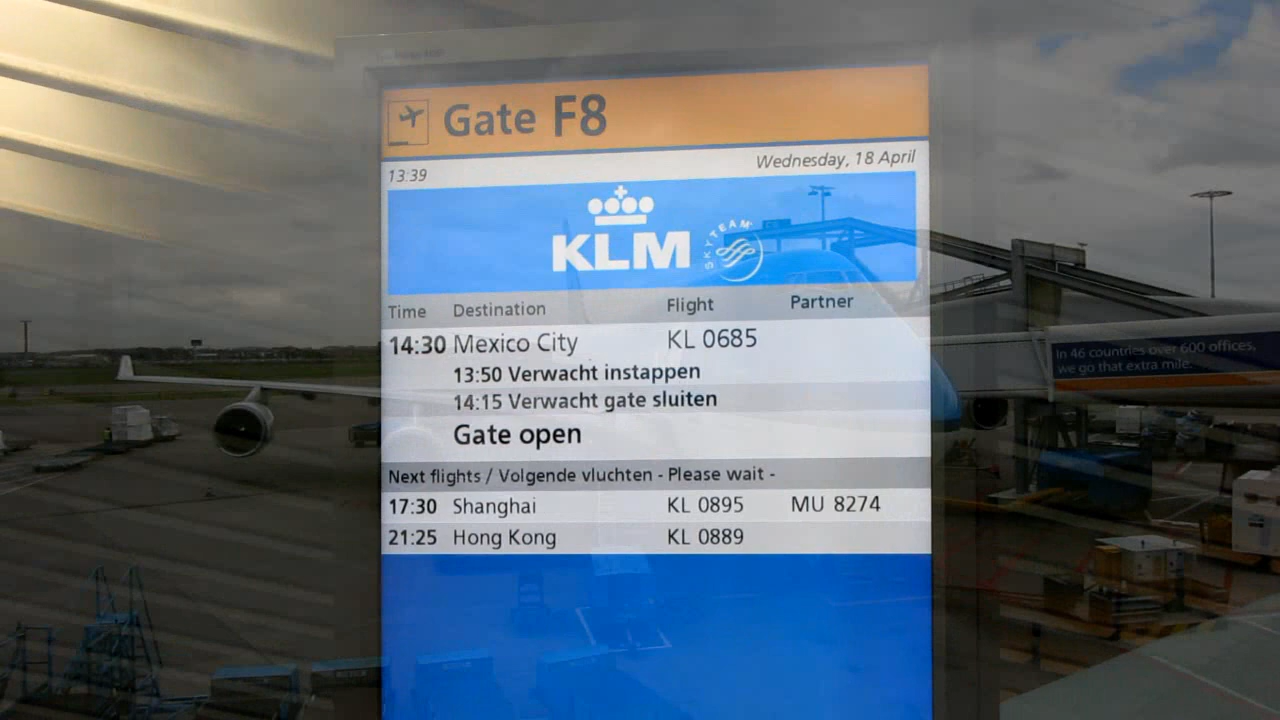 Gate F8
13:39
Wednesday, 18 April
KLM
SKYTEAM
Time Destination Flight Partner
14:30 Mexico City KL 0685
13:50 Verwacht instappen
14:15 Verwacht gate sluiten
Gate open
Next flights / Volgende vluchten - Please wait -
17:30 Shanghai KL 0895 MU 8274
21:25 Hong Kong KL 0889
In 46 countries over 600 offices,
we go that extra mile.